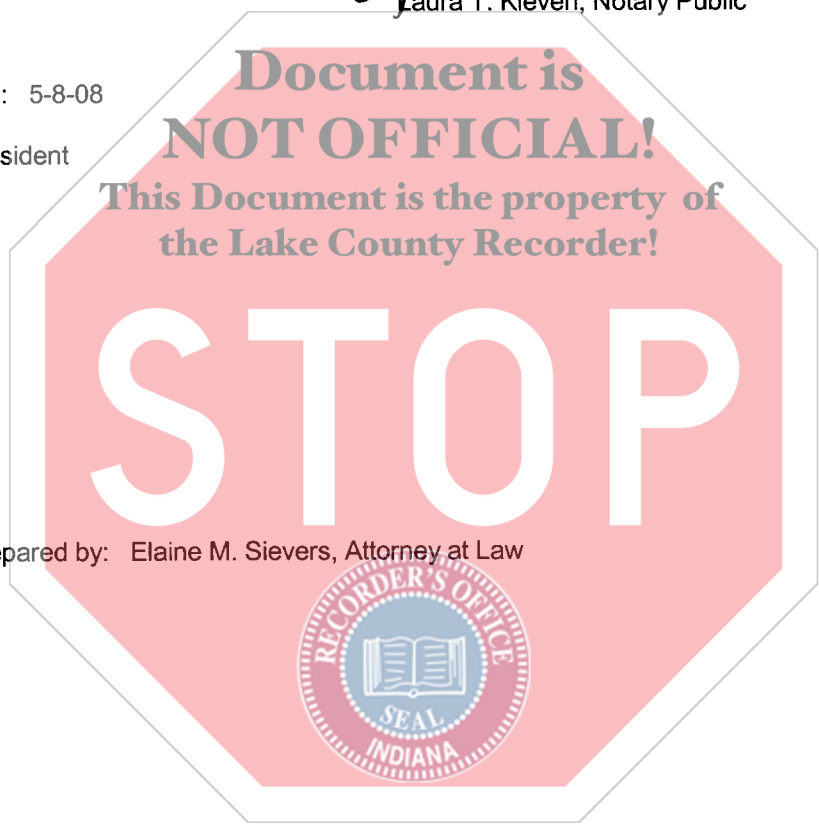 Laura T. Kleven, Notary Public
Document is
: 5-8-08
NOT OFFICIAL!
sident
This Document is the property of
the Lake County Recorder!
STOP
epared by: Elaine M. Sievers, Attorney at Law
RECORDER'S OFFICE
SEAL
INDIANA